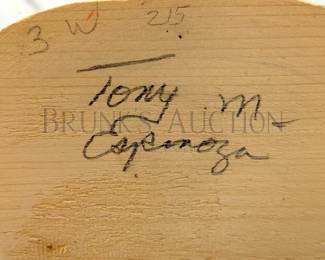 3 W 215
Tony M
BRUNK AUCTION
Espinoza